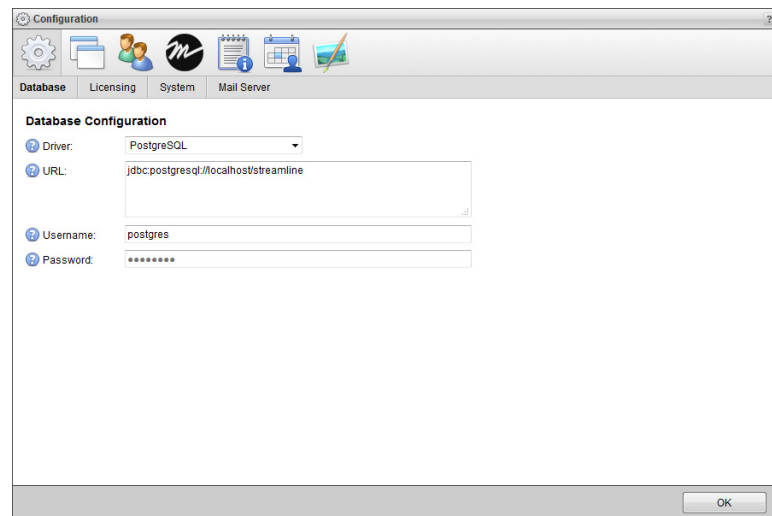 Configuration
?
Database Licensing System Mail Server
Database Configuration
? Driver: PostgreSQL
? URL: jdbc:postgresql://localhost/streamline
? Username: postgres
? Password: ••••••••
OK